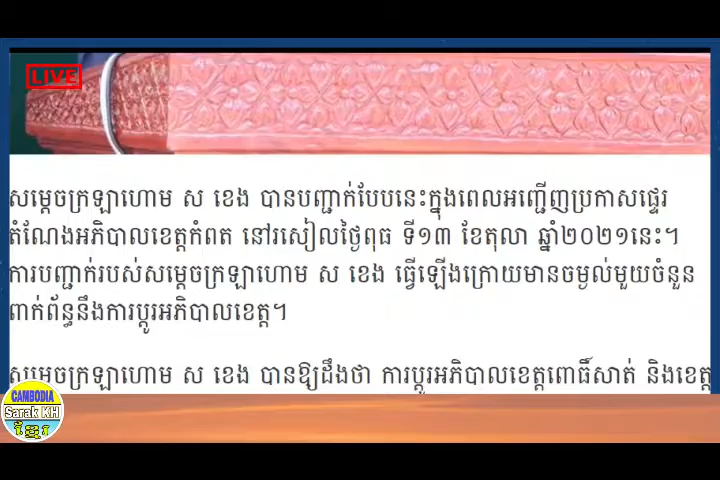 LIVE
សម្ដេចក្រឡាហោម ស ខេង បានបញ្ជាក់បែបនេះក្នុងពេលអញ្ជើញប្រកាសផ្ទេរ
តំណែងអភិបាលខេត្តកំពត នៅរសៀលថ្ងៃពុធ ទី១៣ ខែតុលា ឆ្នាំ២០២១នេះ។
ការបញ្ជាក់របស់សម្ដេចក្រឡាហោម ស ខេង ធ្វើឡើងក្រោយមានចម្ងល់មួយចំនួន
ពាក់ព័ន្ធនឹងការប្ដូរអភិបាលខេត្ត។
សម្ដេចក្រឡាហោម ស ខេង បានឱ្យដឹងថា ការប្ដូរអភិបាលខេត្តពោធិ៍សាត់ និងខេត្ត
CAMBODIA
Sarak KH
ខ្មែរ